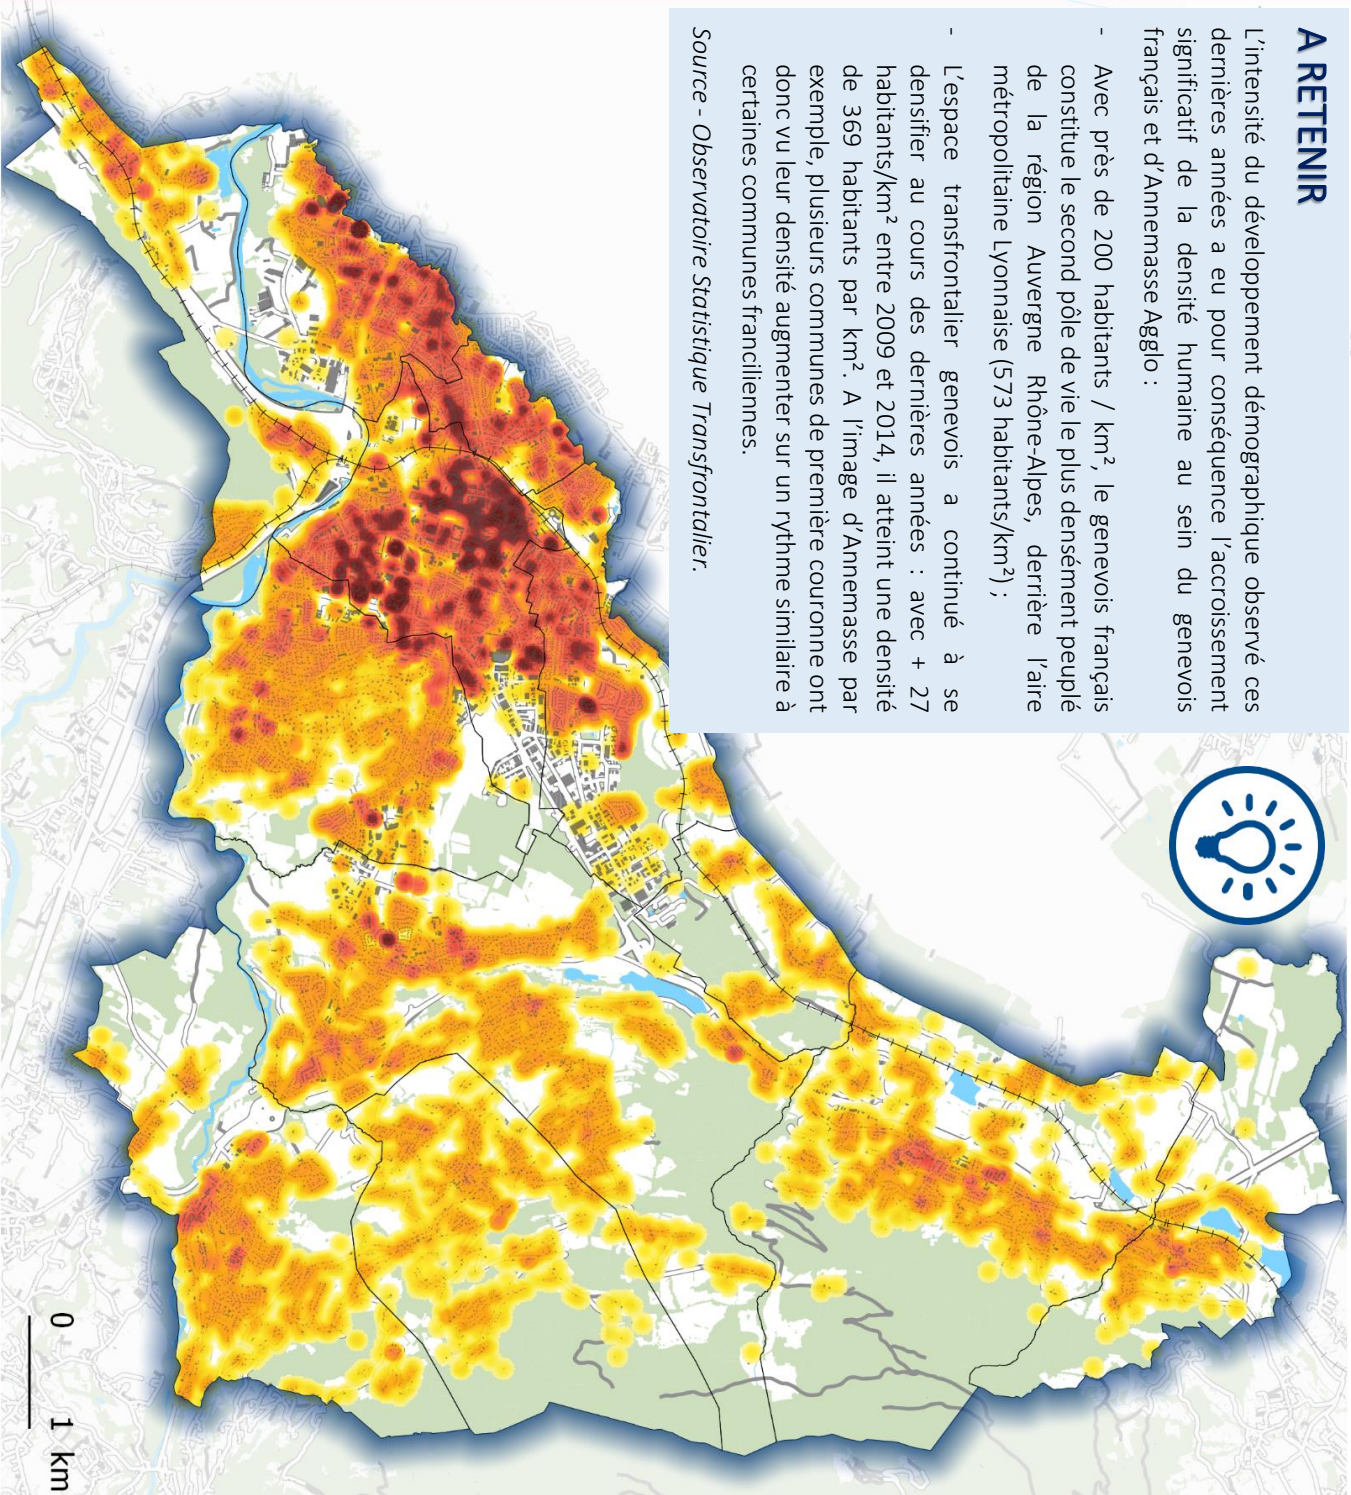 A RETENIR
L'intensité du développement démographique observé ces
dernières années a eu pour conséquence l'accroissement
significatif de la densité humaine au sein du genevois
français et d'Annemasse Agglo :
- Avec près de 200 habitants / km², le genevois français
constitue le second pôle de vie le plus densément peuplé
de la région Auvergne Rhône-Alpes, derrière l'aire
métropolitaine Lyonnaise (573 habitants/km²) ;
- L'espace transfrontalier genevois a continué à se
densifier au cours des dernières années : avec + 27
habitants/km² entre 2009 et 2014, il atteint une densité
de 369 habitants par km². A l'image d'Annemasse par
exemple, plusieurs communes de première couronne ont
donc vu leur densité augmenter sur un rythme similaire à
certaines communes franciliennes.
Source - Observatoire Statistique Transfrontalier.
0 1 km